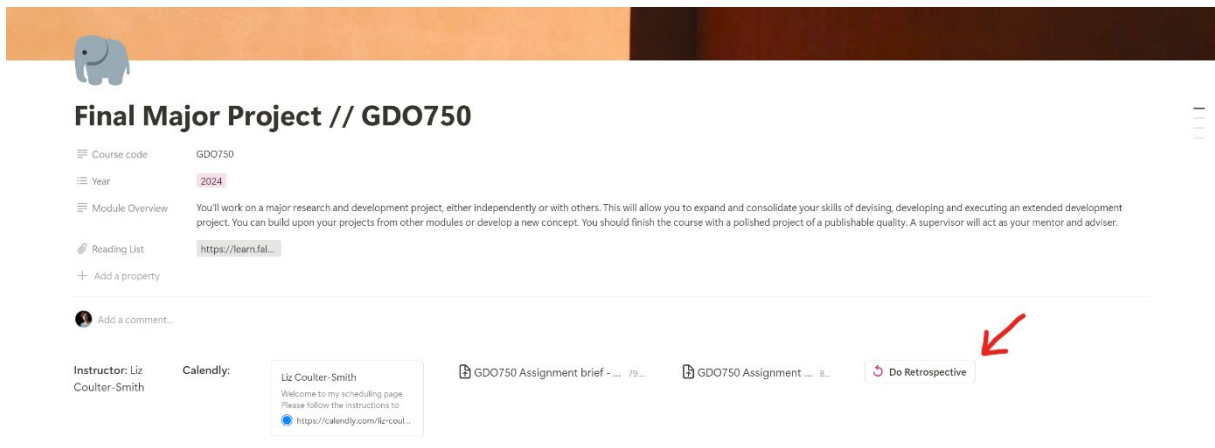 Final Major Project // GDO750
Course code GDO750
Year 2024
Module Overview You'll work on a major research and development project, either independently or with others. This will allow you to expand and consolidate your skills of devising, developing and executing an extended development
project. You can build upon your projects from other modules or develop a new concept. You should finish the course with a polished project of a publishable quality. A supervisor will act as your mentor and adviser.
Reading List https://learn.fal...
Add a property
Add a comment...
Instructor: Liz
Coulter-Smith
Calendly:
Liz Coulter-Smith
Welcome to my scheduling page.
Please follow the instructions to
https://calendly.com/liz-coul...
GDO750 Assignment brief - ... 79...
GDO750 Assignment ... 8...
Do Retrospective